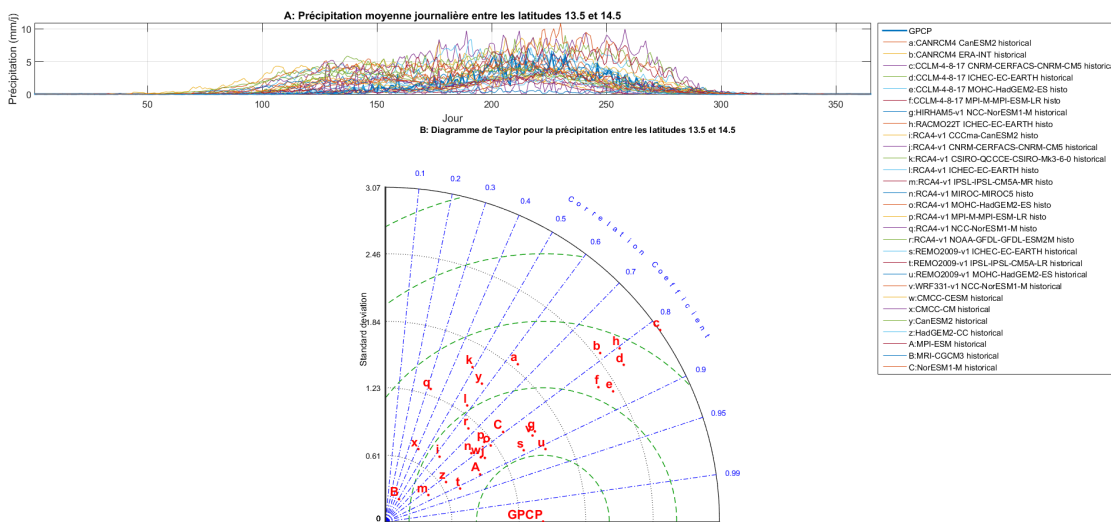 A: Précipitation moyenne journalière entre les latitudes 13.5 et 14.5
Précipitation (mm/j)
10
5
0
50
100
150
200
250
300
350
Jour
GPCP
a:CANRCM4 CanESM2 historical
b:CANRCM4 ERA-INT historical
c:CCLM-4-8-17 CNRM-CERFACS-CNRM-CM5 historica
d:CCLM-4-8-17 ICHEC-EC-EARTH historical
e:CCLM-4-8-17 MOHC-HadGEM2-ES histo
f:CCLM-4-8-17 MPI-M-MPI-ESM-LR histo
g:HIRHAM5-v1 NCC-NorESM1-M historical
h:RACMO22T ICHEC-EC-EARTH histo
i:RCA4-v1 CCCma-CanESM2 histo
j:RCA4-v1 CNRM-CERFACS-CNRM-CM5 historical
k:RCA4-v1 CSIRO-QCCCE-CSIRO-Mk3-6-0 historical
l:RCA4-v1 ICHEC-EC-EARTH historical
m:RCA4-v1 IPSL-IPSL-CM5A-MR histo
n:RCA4-v1 MIROC-MIROC5 histo
o:RCA4-v1 MOHC-HadGEM2-ES histo
p:RCA4-v1 MPI-M-MPI-ESM-LR histo
q:RCA4-v1 NCC-NorESM1-M histo
r:RCA4-v1 NOAA-GFDL-GFDL-ESM2M histo
s:REMO2009-v1 ICHEC-EC-EARTH historical
t:REMO2009-v1 IPSL-IPSL-CM5A-LR historical
u:REMO2009-v1 MOHC-HadGEM2-ES historical
v:WRF331-v1 NCC-NorESM1-M historical
w:CMCC-CESM historical
x:CMCC-CM historical
y:CanESM2 historical
z:HadGEM2-CC historical
A:MPI-ESM historical
B:MRI-CGCM3 historical
C:NorESM1-M historical
B: Diagramme de Taylor pour la précipitation entre les latitudes 13.5 et 14.5
Standard deviation
3.07
2.46
1.84
1.23
0.61
0
0.1
0.2
0.3
0.4
0.5
0.6
0.7
0.8
0.9
0.95
0.99
Correlation Coefficient
c
h
b
d
a
k
y
f
e
q
l
r
C
g
v
p
o
x
i
n
w
j
s
u
A
z
t
m
B
GPCP